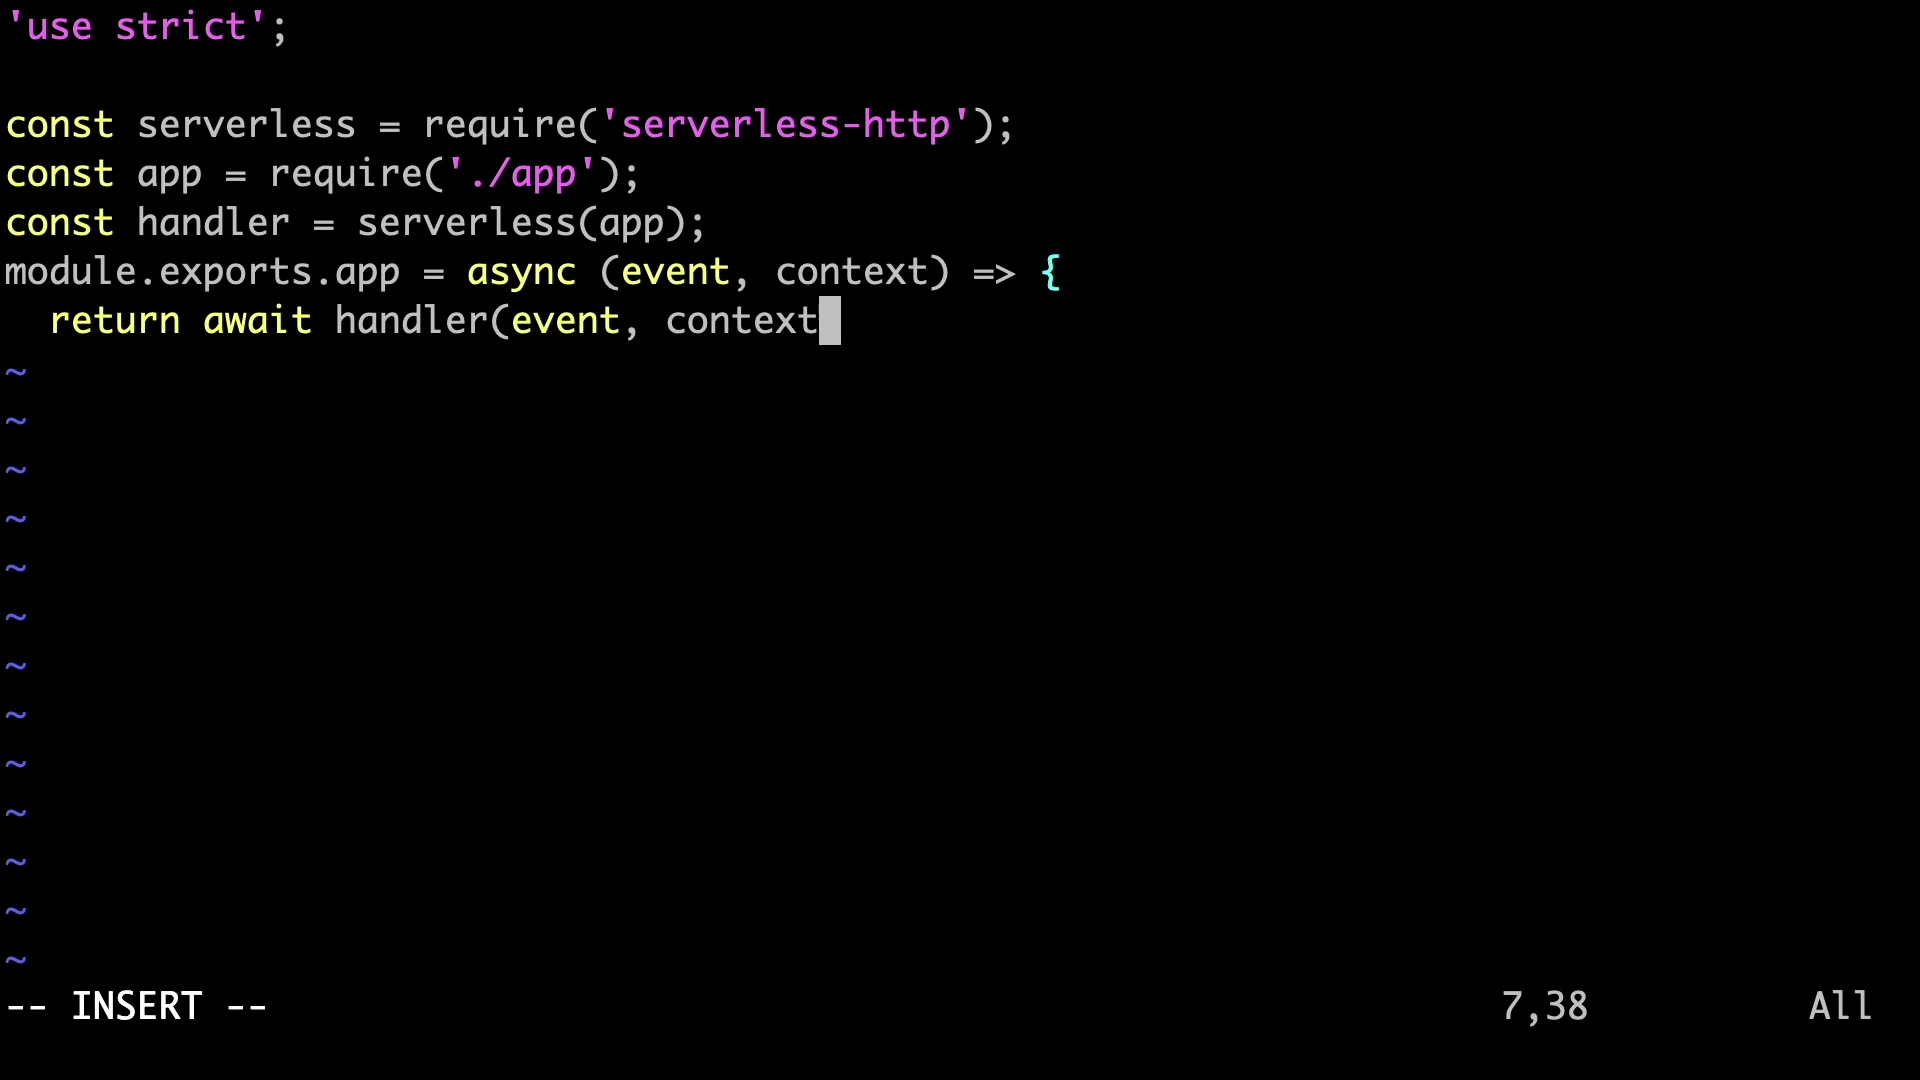 'use strict';

const serverless = require('serverless-http');
const app = require('./app');
const handler = serverless(app);
module.exports.app = async (event, context) => {
  return await handler(event, context
~
~
~
~
~
~
~
~
~
~
~
~
~
-- INSERT -- 7,38 All